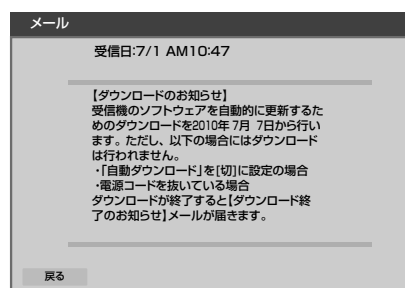 メール
受信日:7/1 AM10:47
【ダウンロードのお知らせ】
受信機のソフトウェアを自動的に更新するた
めのダウンロードを2010年 7月 7日から行い
ます。ただし、以下の場合にはダウンロード
は行われません。
・「自動ダウンロード」を[切]に設定の場合
・電源コードを抜いている場合
ダウンロードが終了すると【ダウンロード終
了のお知らせ】メールが届きます。
戻る